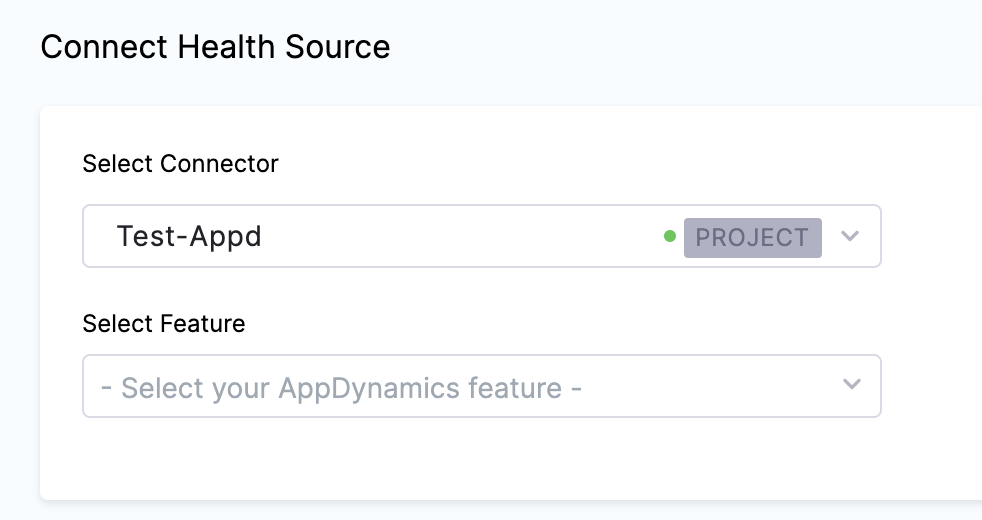 Connect Health Source
Select Connector
Test-Appd PROJECT
Select Feature
- Select your AppDynamics feature -